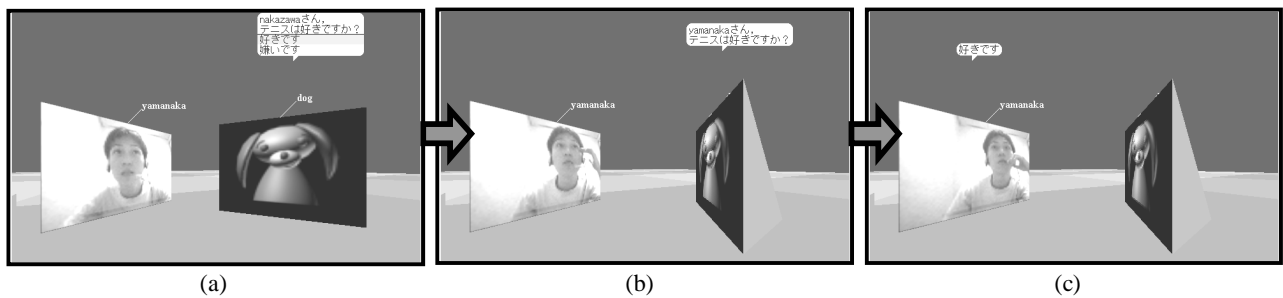 nakazawaさん,
テニスは好きですか?
好きです
嫌いです
yamanaka
dog
(a)
yamanakaさん,
テニスは好きですか?
yamanaka
(b)
好きです
yamanaka
(c)